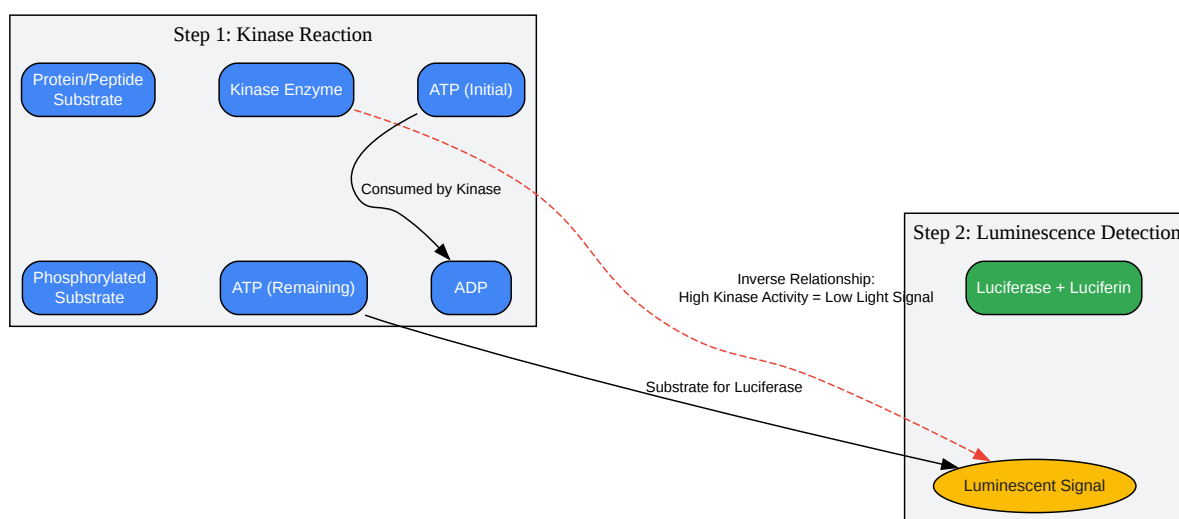 Step 1: Kinase Reaction
Protein/Peptide
Substrate
Kinase Enzyme
ATP (Initial)
Consumed by Kinase
Phosphorylated
Substrate
ATP (Remaining)
ADP
Step 2: Luminescence Detection
Inverse Relationship:
High Kinase Activity = Low Light Signal
Luciferase + Luciferin
Substrate for Luciferase
Luminescent Signal